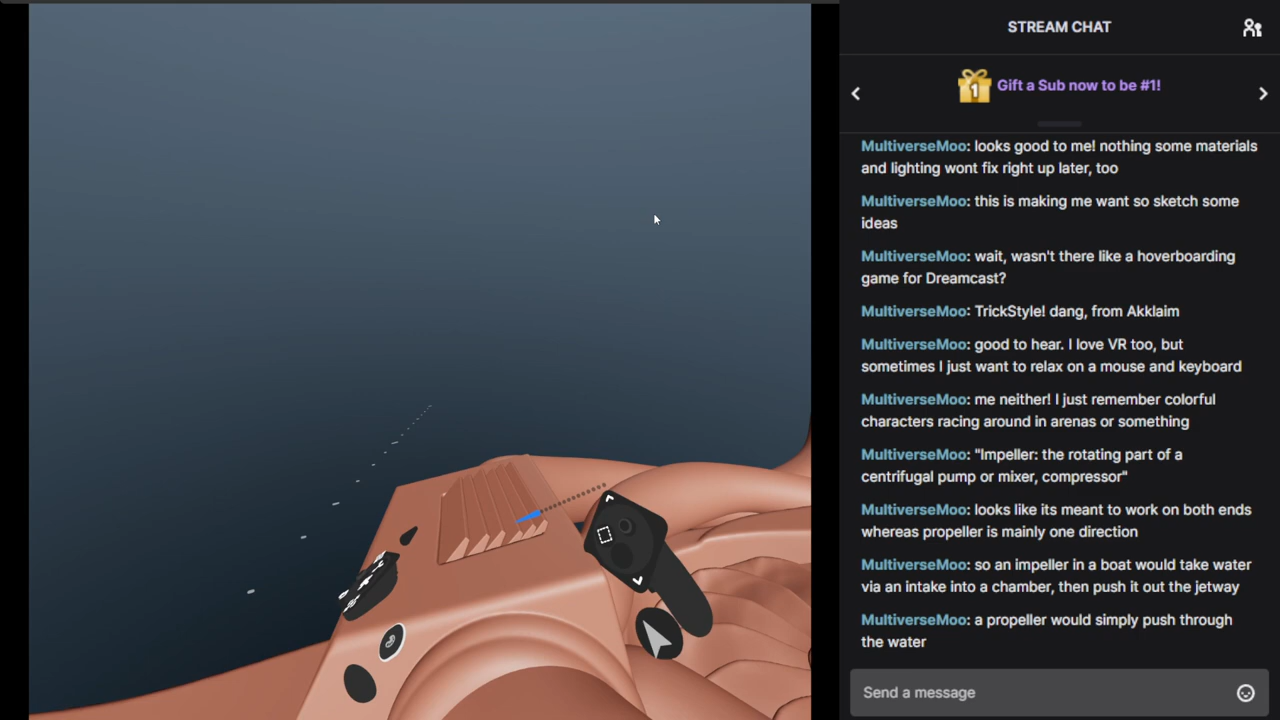 STREAM CHAT
1
Gift a Sub now to be #1!
MultiverseMoo: looks good to me! nothing some materials
and lighting wont fix right up later, too
MultiverseMoo: this is making me want so sketch some
ideas
MultiverseMoo: wait, wasn't there like a hoverboarding
game for Dreamcast?
MultiverseMoo: TrickStyle! dang, from Akklaim
MultiverseMoo: good to hear. I love VR too, but
sometimes I just want to relax on a mouse and keyboard
MultiverseMoo: me neither! I just remember colorful
characters racing around in arenas or something
MultiverseMoo: "Impeller: the rotating part of a
centrifugal pump or mixer, compressor"
MultiverseMoo: looks like its meant to work on both ends
whereas propeller is mainly one direction
MultiverseMoo: so an impeller in a boat would take water
via an intake into a chamber, then push it out the jetway
MultiverseMoo: a propeller would simply push through
the water
Send a message